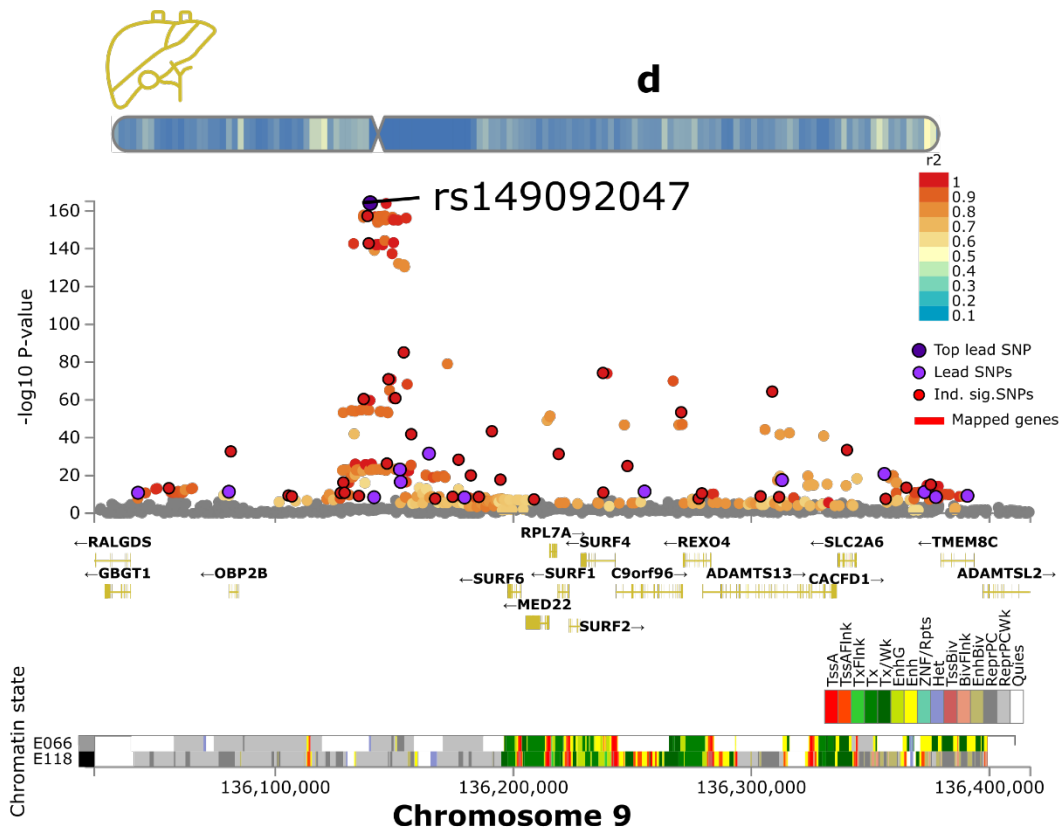 d
rs149092047
r2
1
0.9
0.8
0.7
0.6
0.5
0.4
0.3
0.2
0.1
Top lead SNP
Lead SNPs
Ind. sig.SNPs
Mapped genes
-log10 P-value
160
140
120
100
80
60
40
20
0
RPL7A→
←RALGDS
←SURF4
←REXO4
←SLC2A6
←TMEM8C
←GBGT1
←OBP2B
←SURF6
←SURF1
C9orf96→
ADAMTS13→
CACFD1→
ADAMTSL2→
←MED22
SURF2→
TssA
TssAFlnk
TxFlnk
Tx
Tx/Wk
EnhG
Enh
ZNF/Rpts
Het
TssBiv
BivFlnk
EnhBiv
ReprPC
ReprPCWk
Quies
Chromatin state
E066
E118
136,100,000
136,200,000
136,300,000
136,400,000
Chromosome 9